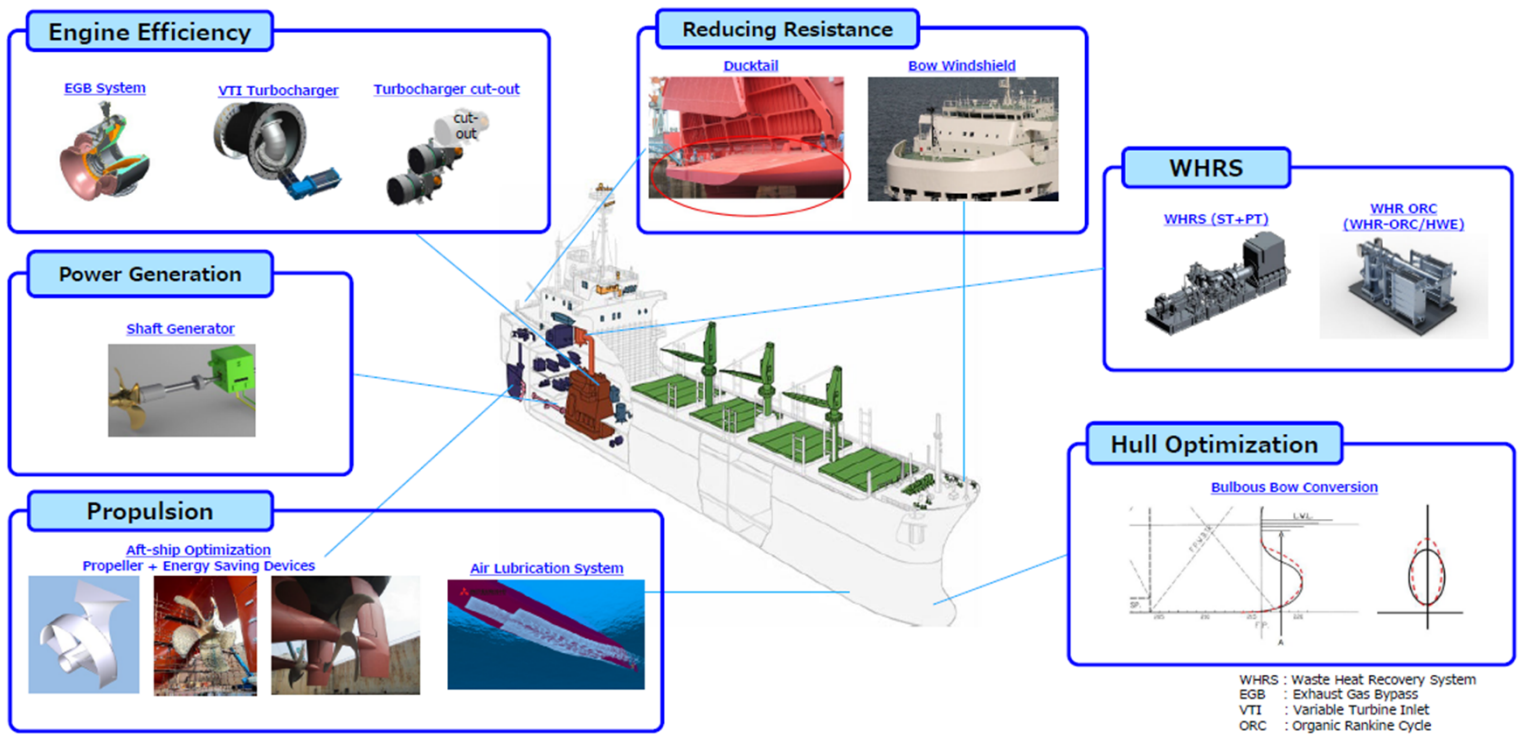 Engine Efficiency
EGB System
VTI Turbocharger
Turbocharger cut-out
cut-
out
Reducing Resistance
Ducktail
Bow Windshield
WHRS
WHRS (ST+PT)
WHR ORC
(WHR-ORC/HWE)
Power Generation
Shaft Generator
Propulsion
Aft-ship Optimization
Propeller + Energy Saving Devices
Air Lubrication System
Hull Optimization
Bulbous Bow Conversion
L.W.L.
SP.
F.P.
A
WHRS : Waste Heat Recovery System
EGB : Exhaust Gas Bypass
VTI : Variable Turbine Inlet
ORC : Organic Rankine Cycle